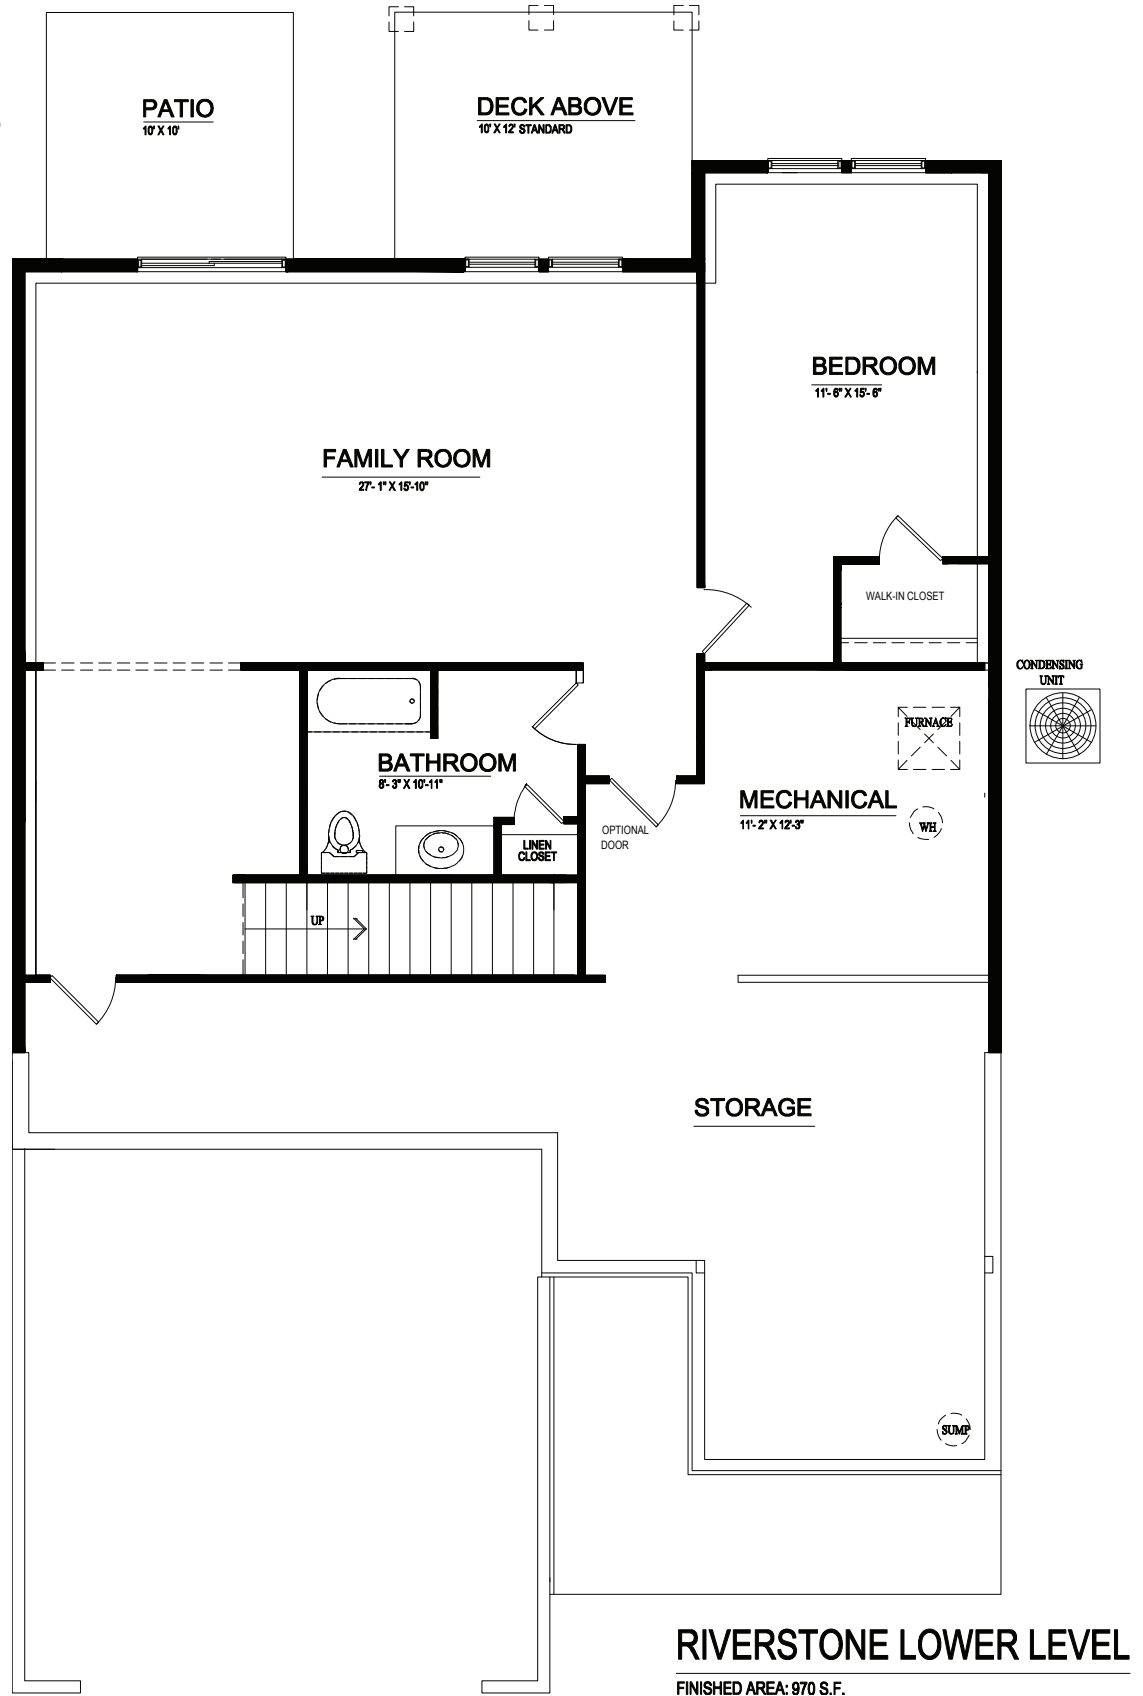 PATIO
10' X 10'
DECK ABOVE
10' X 12' STANDARD
BEDROOM
11'- 6" X 15'- 6"
FAMILY ROOM
27'- 1" X 15'-10"
WALK-IN CLOSET
CONDENSING
UNIT
FURNACE
BATHROOM
8'- 3" X 10'-11"
MECHANICAL
11'- 2" X 12'-3"
WH
OPTIONAL
DOOR
LINEN
CLOSET
UP
STORAGE
SUMP
RIVERSTONE LOWER LEVEL
FINISHED AREA: 970 S.F.